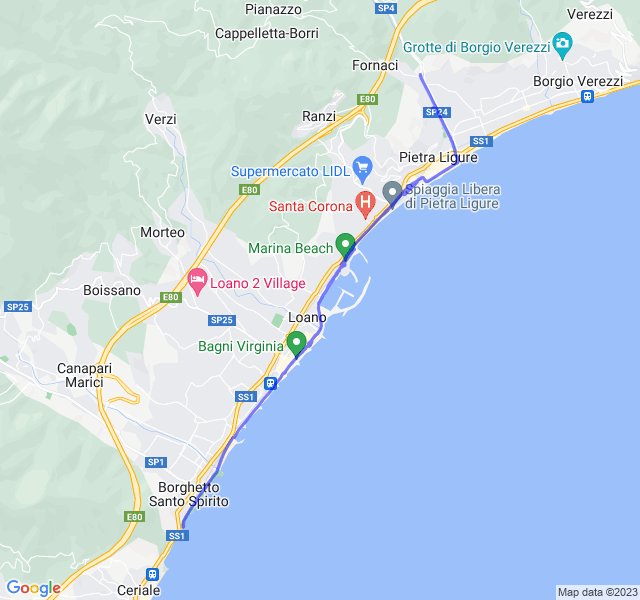 Pianazzo
SP4
Verezzi
Cappelletta-Borri
Grotte di Borgio Verezzi
Fornaci
Borgio Verezzi
E80
Ranzi
SP24
Verzi
SS1
Pietra Ligure
Supermercato LIDL
E80
Spiaggia Libera
di Pietra Ligure
Santa Corona
H
Morteo
Marina Beach
Loano 2 Village
Boissano
E80
SP25
SP25
Loano
Bagni Virginia
Canapari
Marici
SS1
SP1
Borghetto
Santo Spirito
E80
SS1
Ceriale
Google
Map data ©2023